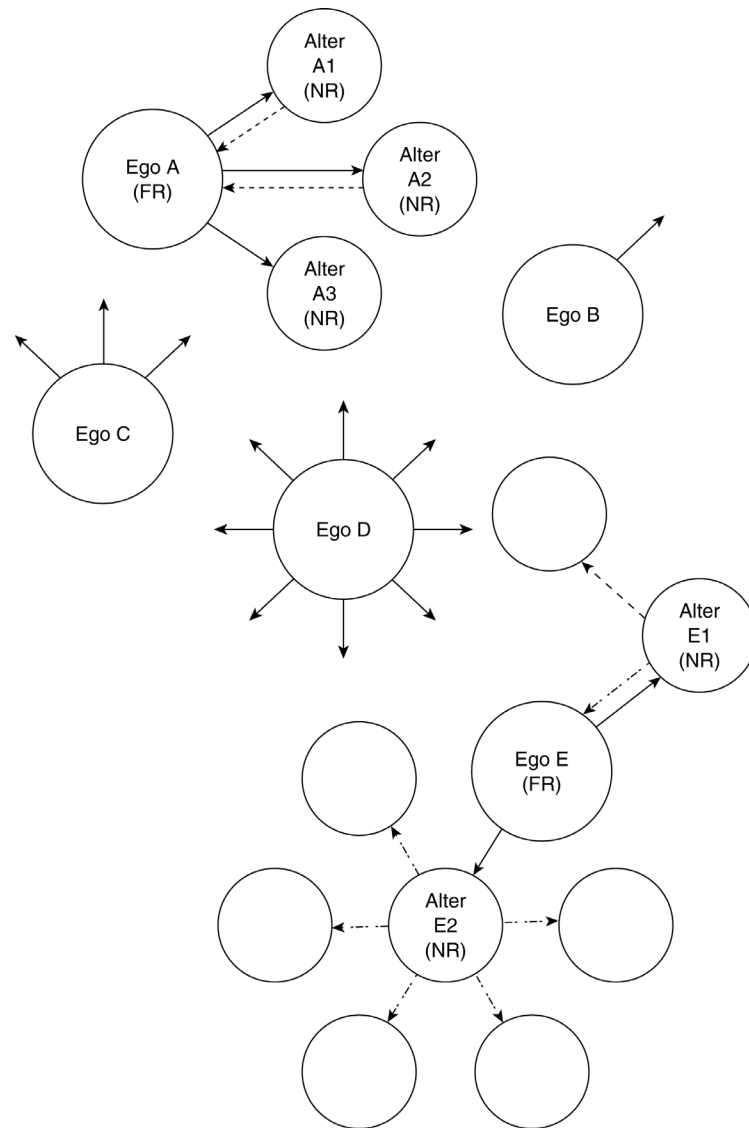 Alter
A1
(NR)
Ego A
(FR)
Alter
A2
(NR)
Alter
A3
(NR)
Ego B
Ego C
Ego D
Alter
E1
(NR)
Ego E
(FR)
Alter
E2
(NR)